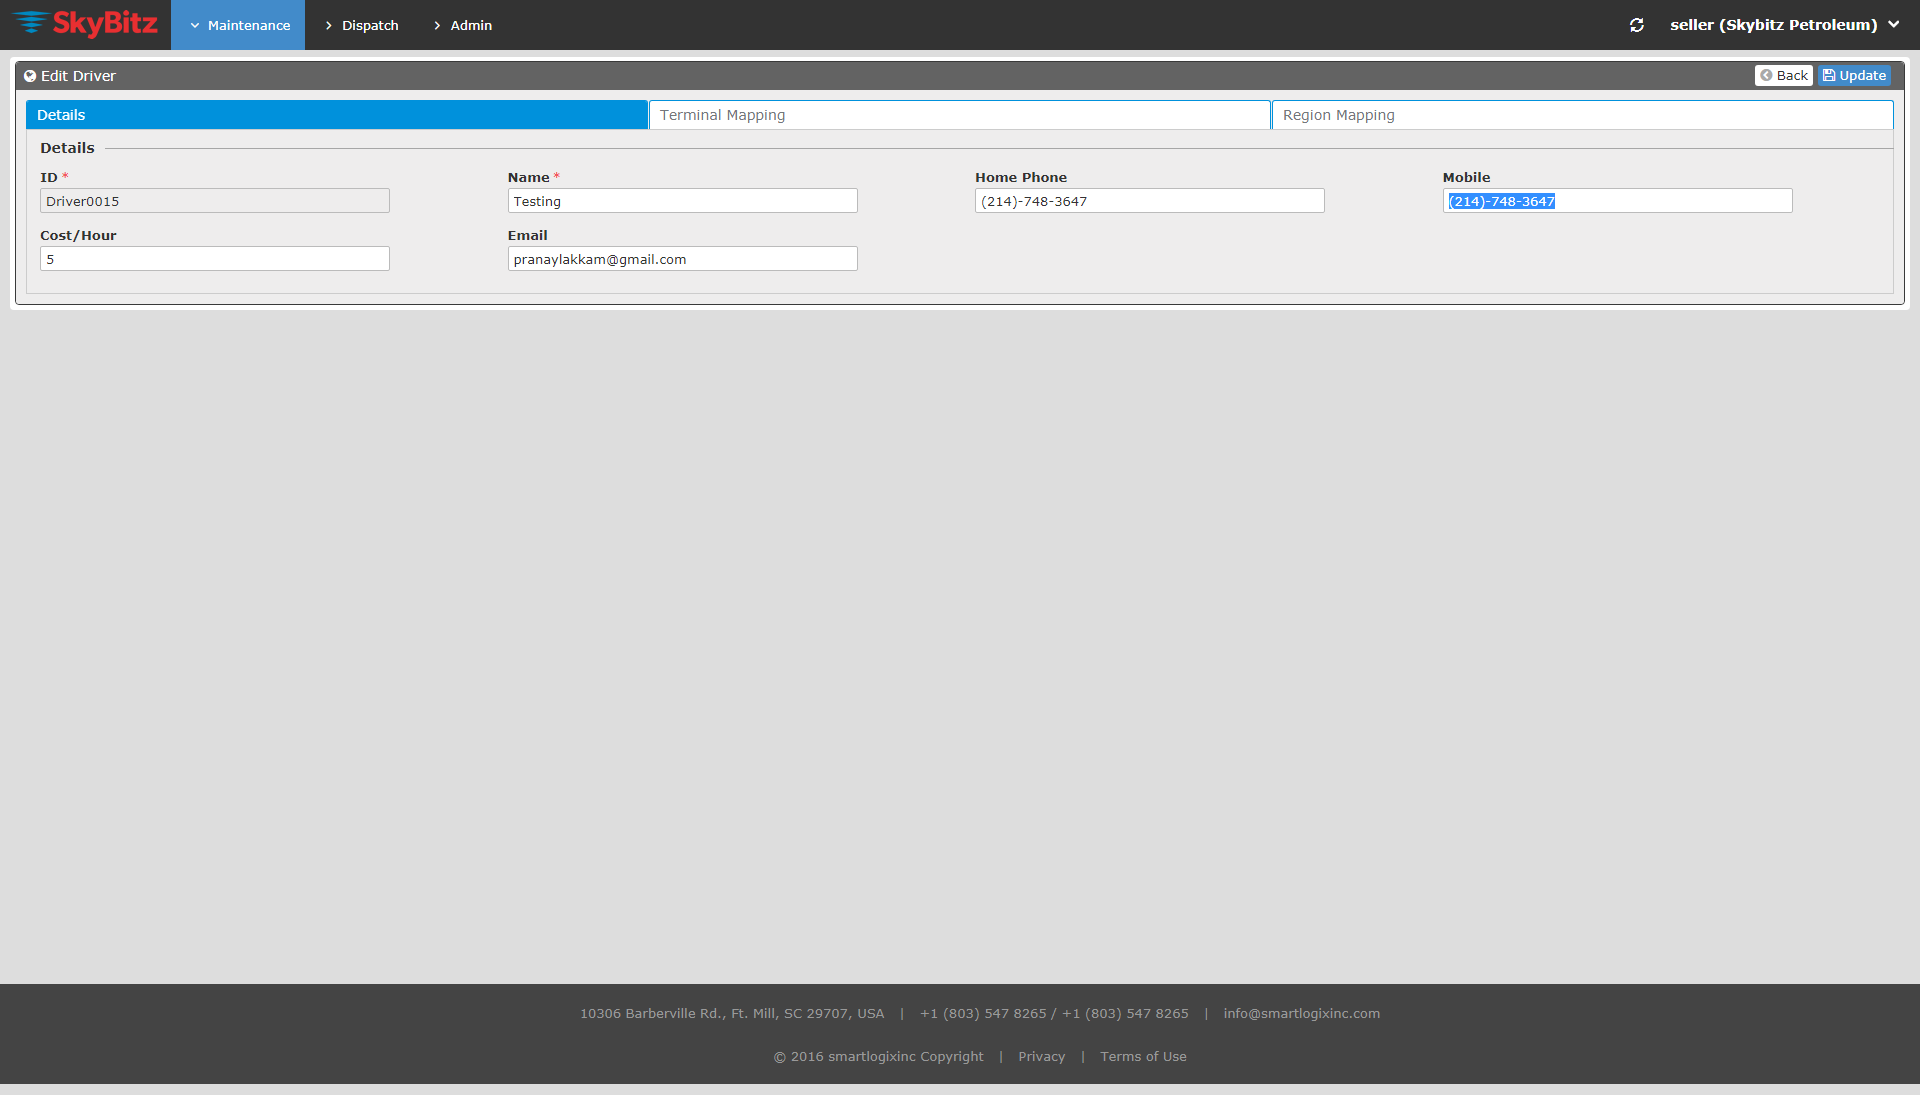 SkyBitz Maintenance Dispatch Admin seller (Skybitz Petroleum)
Edit Driver Back Update
Details Terminal Mapping Region Mapping
Details
ID * Name * Home Phone Mobile
Driver0015 Testing (214)-748-3647 (214)-748-3647
Cost/Hour Email
5 pranaylakkam@gmail.com
10306 Barberville Rd., Ft. Mill, SC 29707, USA | +1 (803) 547 8265 / +1 (803) 547 8265 | info@smartlogixinc.com
© 2016 smartlogixinc Copyright | Privacy | Terms of Use